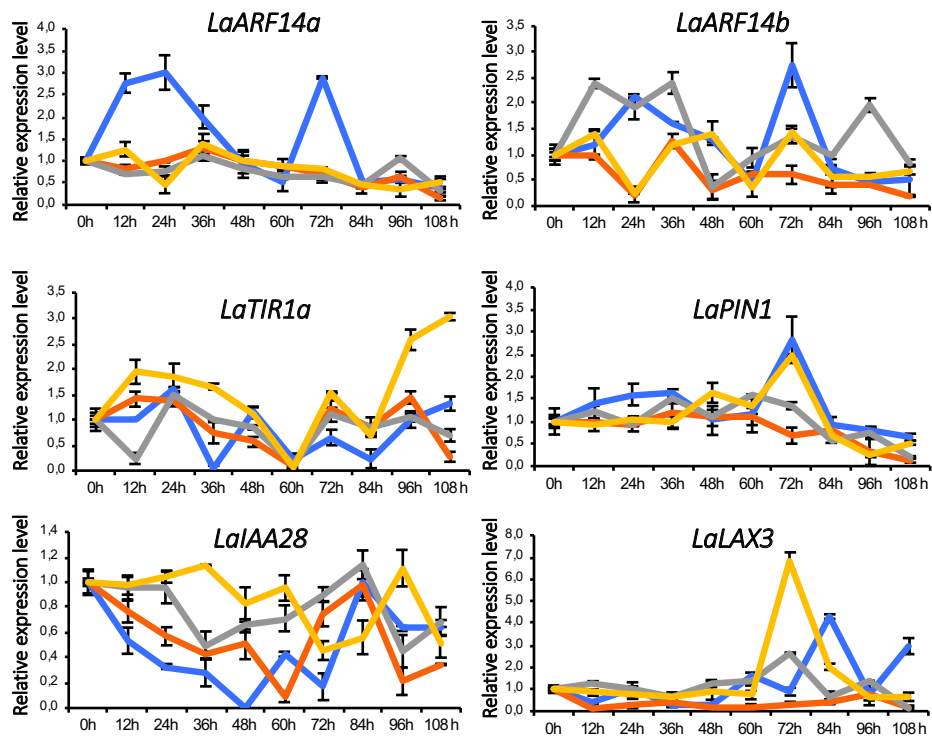 LaARF14a
Relative expression level
4,0
3,5
3,0
2,5
2,0
1,5
1,0
0,5
0,0
0h 12h 24h 36h 48h 60h 72h 84h 96h 108 h
LaARF14b
Relative expression level
3,5
3,0
2,5
2,0
1,5
1,0
0,5
0,0
0h 12h 24h 36h 48h 60h 72h 84h 96h 108 h
LaTIR1a
Relative expression level
3,5
3,0
2,5
2,0
1,5
1,0
0,5
0,0
0h 12h 24h 36h 48h 60h 72h 84h 96h 108 h
LaPIN1
Relative expression level
4,0
3,5
3,0
2,5
2,0
1,5
1,0
0,5
0,0
0h 12h 24h 36h 48h 60h 72h 84h 96h 108 h
LaIAA28
Relative expression level
1,4
1,2
1,0
0,8
0,6
0,4
0,2
0,0
0h 12h 24h 36h 48h 60h 72h 84h 96h 108 h
LaLAX3
Relative expression level
8,0
7,0
6,0
5,0
4,0
3,0
2,0
1,0
0,0
0h 12h 24h 36h 48h 60h 72h 84h 96h 108 h